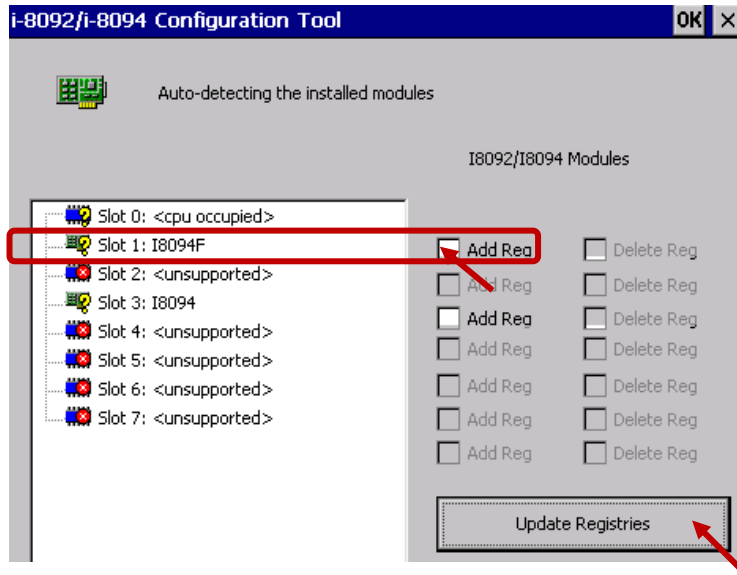 i-8092/i-8094 Configuration Tool OK ×
Auto-detecting the installed modules
I8092/I8094 Modules
Slot 0: <cpu occupied>
Slot 1: I8094F
Slot 2: <unsupported>
Slot 3: I8094
Slot 4: <unsupported>
Slot 5: <unsupported>
Slot 6: <unsupported>
Slot 7: <unsupported>
Add Reg Delete Reg
Add Reg Delete Reg
Add Reg Delete Reg
Add Reg Delete Reg
Add Reg Delete Reg
Add Reg Delete Reg
Add Reg Delete Reg
Update Registries